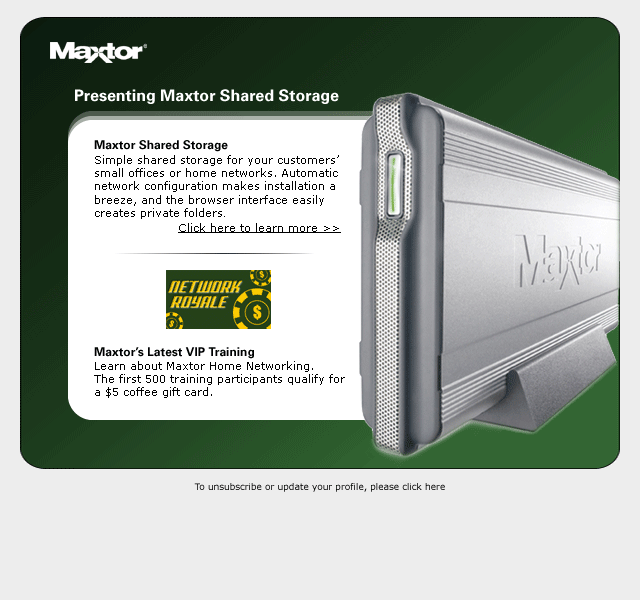 Maxtor®
Presenting Maxtor Shared Storage
Maxtor Shared Storage
Simple shared storage for your customers’
small offices or home networks. Automatic
network configuration makes installation a
breeze, and the browser interface easily
creates private folders.
Click here to learn more >>
Maxtor
NETWORK
ROYALE
$
$
$
Maxtor’s Latest VIP Training
Learn about Maxtor Home Networking.
The first 500 training participants qualify for
a $5 coffee gift card.
To unsubscribe or update your profile, please click here